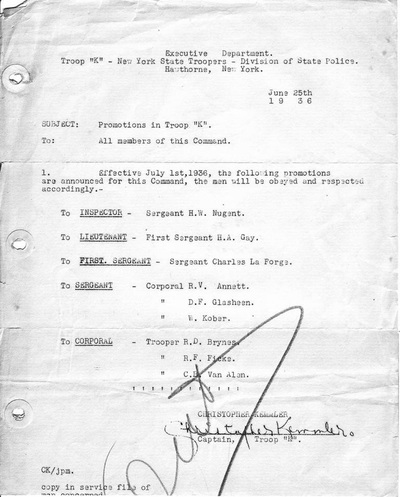 Executive Department.
Troop "K" - New York State Troopers - Division of State Police.
Hawthorne, New York.
June 25th
1 9 36
SUBJECT: Promotions in Troop "K".
To: All members of this Command.
1. Effective July 1st,1936, the following promotions
are announced for this Command, the men will be obeyed and respected
accordingly.-
To INSPECTOR - Sergeant H.W. Nugent.
To LIEUTENANT - First Sergeant H.A. Gay.
To FIRST. SERGEANT - Sergeant Charles La Forge.
To SERGEANT - Corporal R.V. Annett.
" D.F. Glasheen.
" W. Kober.
To CORPORAL - Trooper R.D. Brynes.
" R.F. Ficke.
" C. Van Alen.
CHRISTOPHER KEMMLER
Christopher Kemmler.
Captain, Troop "K".
CK/jpm.
copy in service file of
men concerned